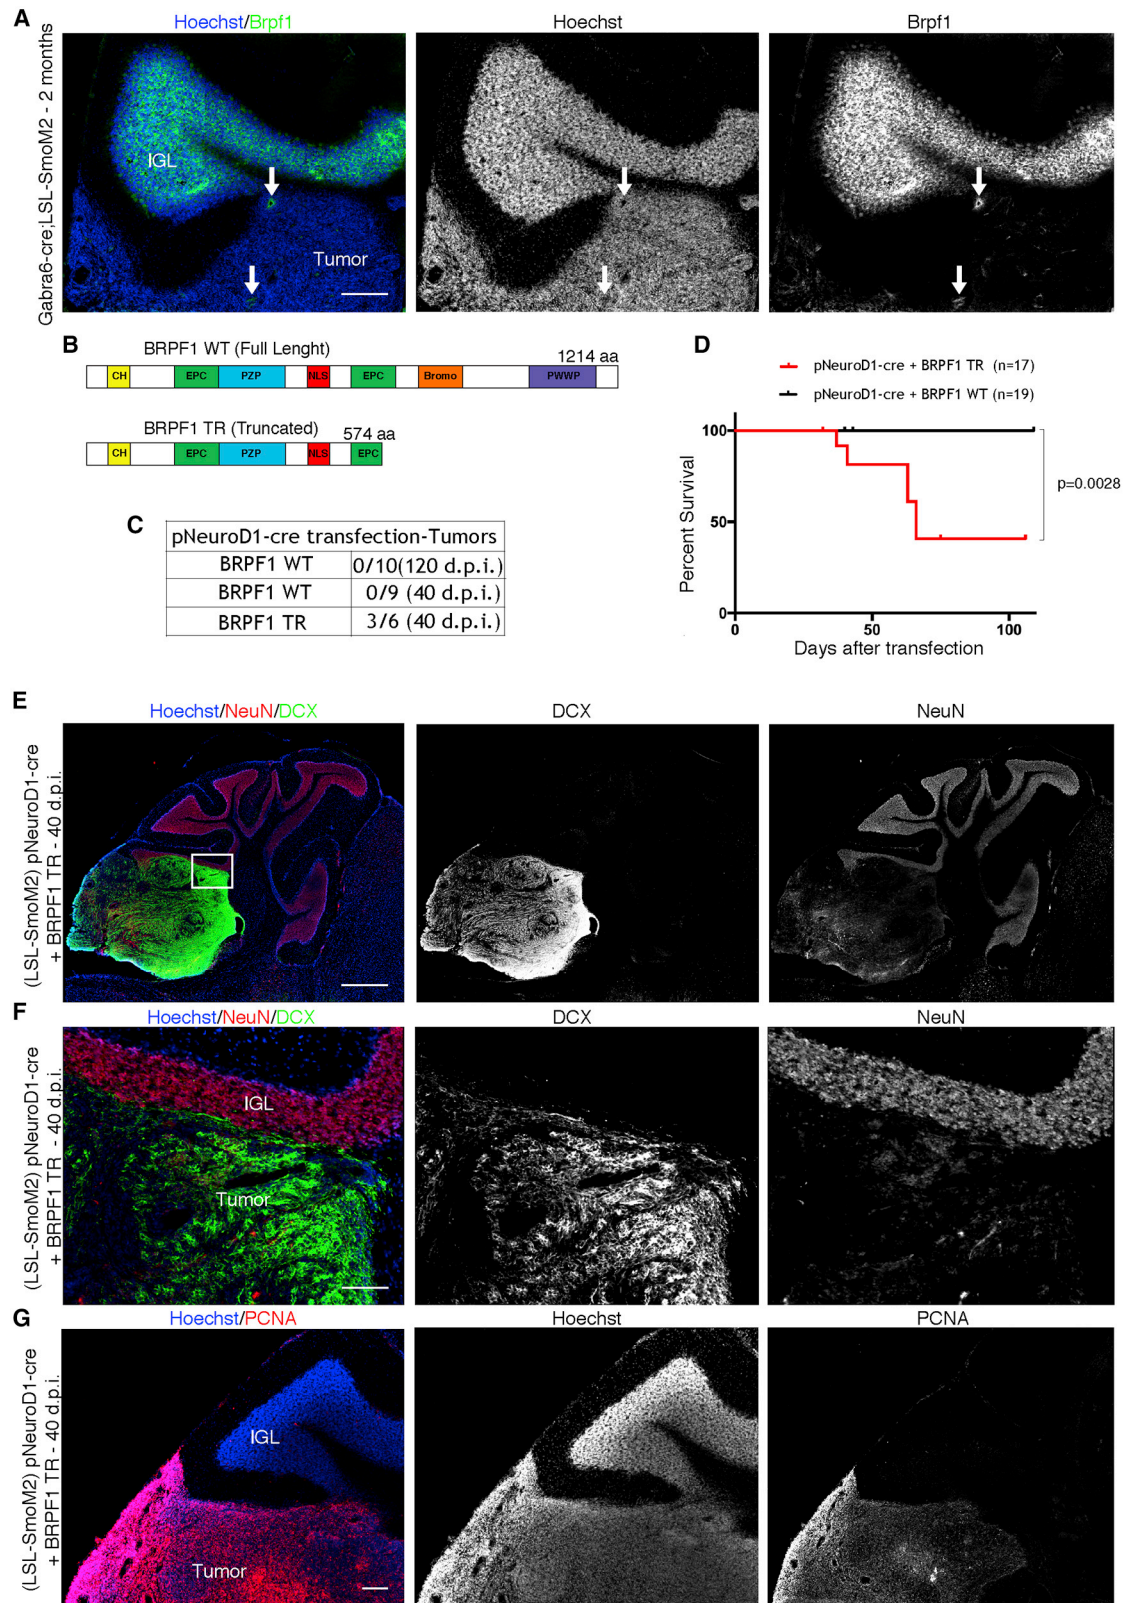 A
Hoechst/Brpf1
Hoechst
Brpf1
Gabra6-cre;LSL-SmoM2 - 2 months
IGL
Tumor
B
BRPF1 WT (Full Lenght)
1214 aa
CH EPC PZP NLS EPC Bromo PWWP
BRPF1 TR (Truncated)
574 aa
CH EPC PZP NLS EPC
C
pNeuroD1-cre transfection-Tumors
BRPF1 WT 0/10(120 d.p.i.)
BRPF1 WT 0/9 (40 d.p.i.)
BRPF1 TR 3/6 (40 d.p.i.)
D
pNeuroD1-cre + BRPF1 TR (n=17)
pNeuroD1-cre + BRPF1 WT (n=19)
Percent Survival
100
50
0
0 50 100
Days after transfection
p=0.0028
E
Hoechst/NeuN/DCX
DCX
NeuN
(LSL-SmoM2) pNeuroD1-cre
+ BRPF1 TR - 40 d.p.i.
F
Hoechst/NeuN/DCX
DCX
NeuN
(LSL-SmoM2) pNeuroD1-cre
+ BRPF1 TR - 40 d.p.i.
IGL
Tumor
G
Hoechst/PCNA
Hoechst
PCNA
(LSL-SmoM2) pNeuroD1-cre
+ BRPF1 TR - 40 d.p.i.
IGL
Tumor